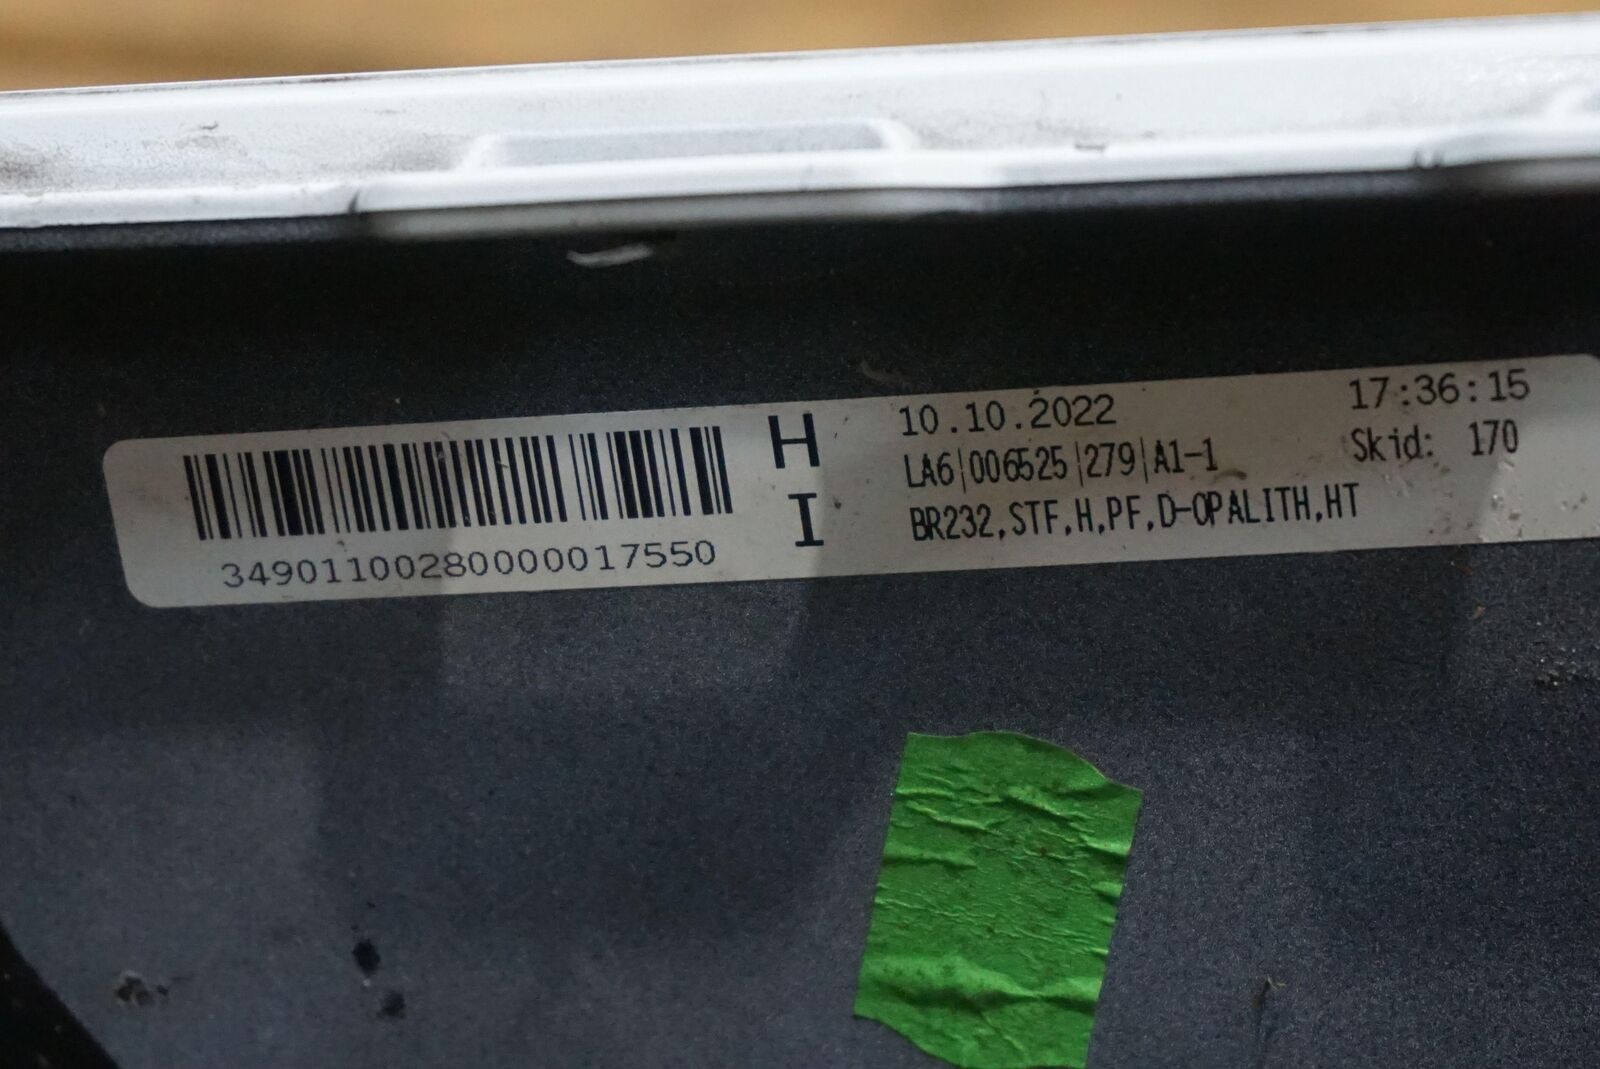 34901100280000017550
H
I
10.10.2022 17:36:15
LA6|006525|279|A1-1 Skid: 170
BR232,STF,H,PF,D-OPALITH,HT